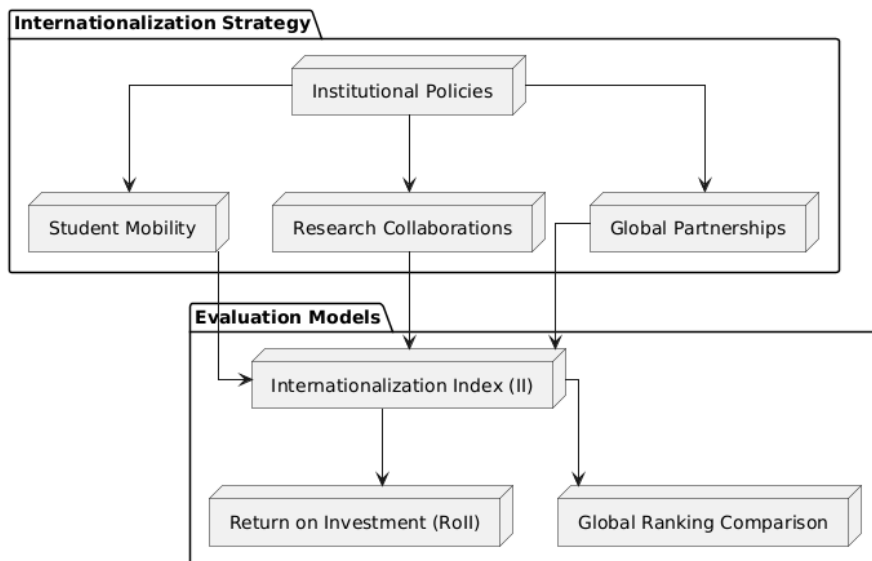 Internationalization Strategy
Institutional Policies
Student Mobility
Research Collaborations
Global Partnerships
Evaluation Models
Internationalization Index (II)
Return on Investment (RoII)
Global Ranking Comparison